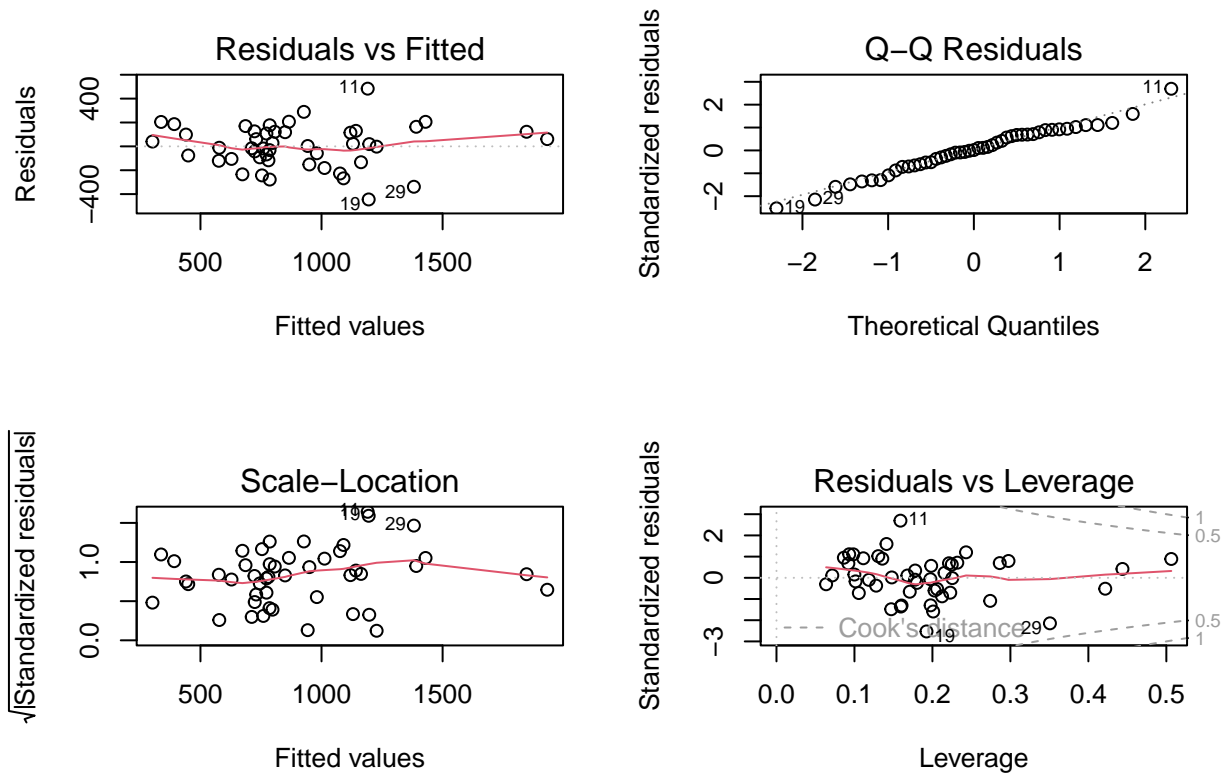 Residuals vs Fitted
Residuals
400
−400
11
19
29
500 1000 1500
Fitted values
Q−Q Residuals
Standardized residuals
2
0
−2
11
19
29
−2 −1 0 1 2
Theoretical Quantiles
Scale−Location
√|Standardized residuals|
1.0
0.0
11
19
29
500 1000 1500
Fitted values
Residuals vs Leverage
Standardized residuals
2
0
−3
11
29
19
Cook's distance
1
0.5
0.5
1
0.0 0.1 0.2 0.3 0.4 0.5
Leverage